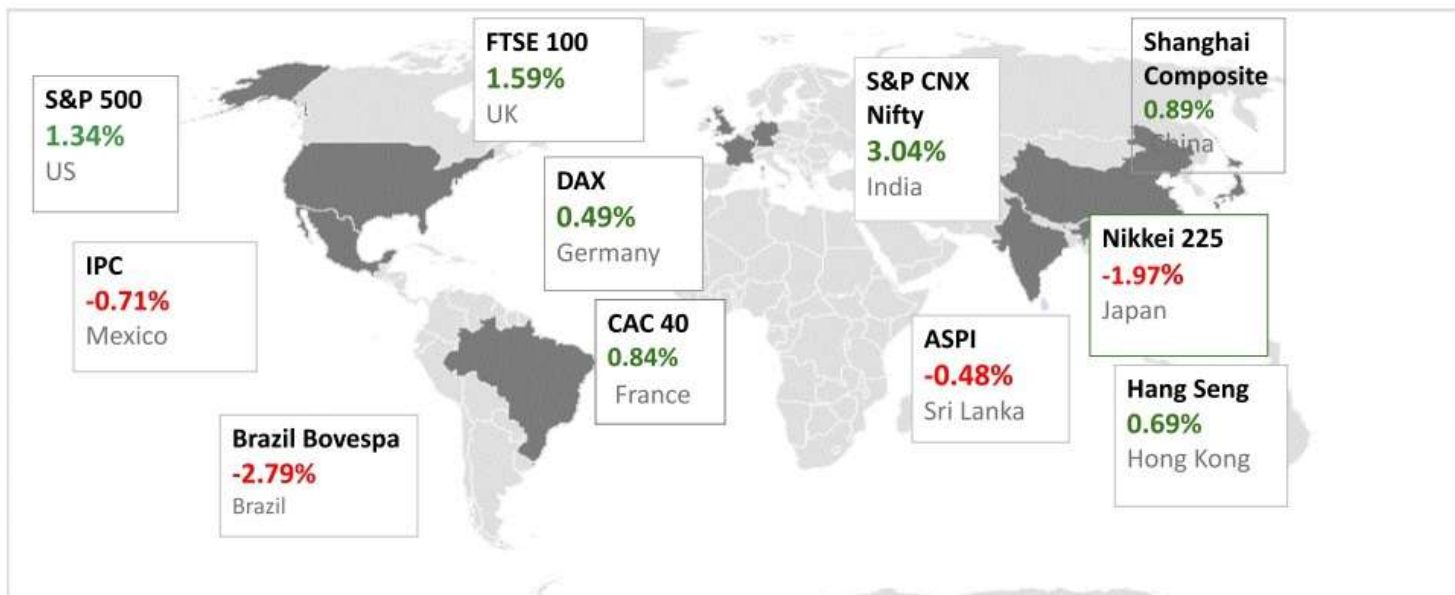 S&P 500
1.34%
US
FTSE 100
1.59%
UK
S&P CNX
Nifty
3.04%
India
Shanghai
Composite
0.89%
China
DAX
0.49%
Germany
IPC
-0.71%
Mexico
Nikkei 225
-1.97%
Japan
CAC 40
0.84%
France
ASPI
-0.48%
Sri Lanka
Hang Seng
0.69%
Hong Kong
Brazil Bovespa
-2.79%
Brazil